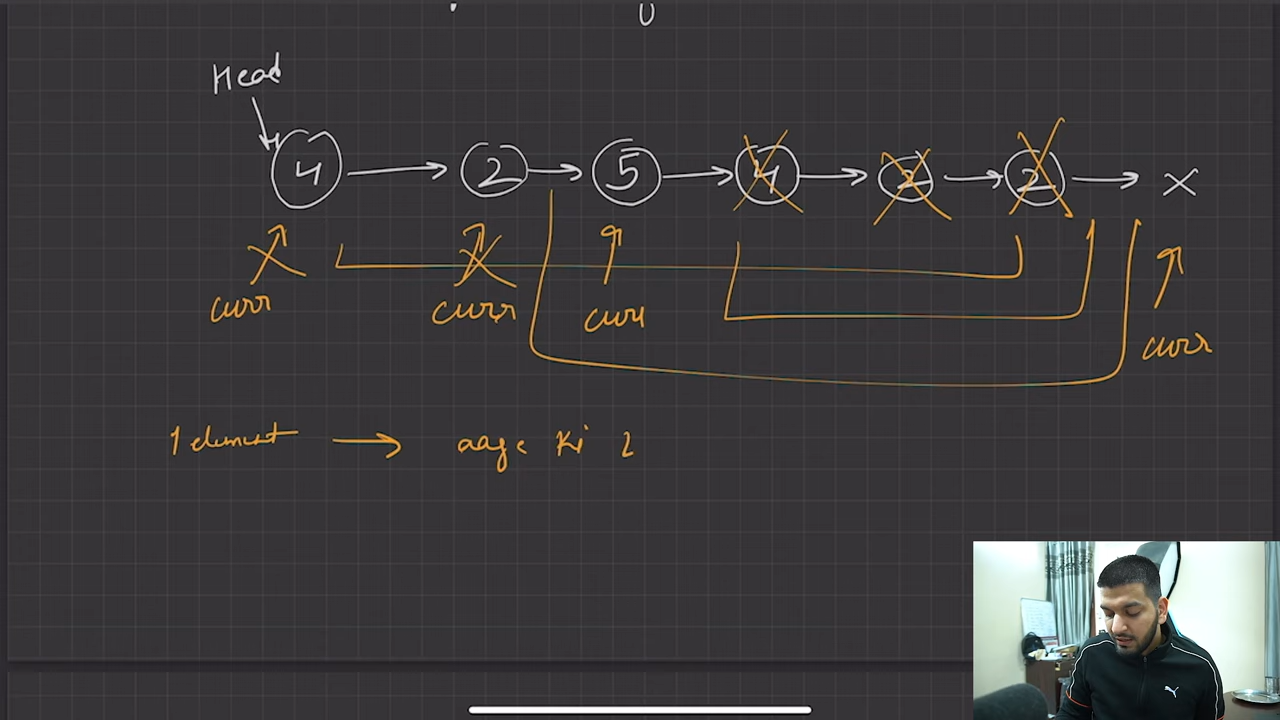 Head
4 2 5 4 2 2 X
curr curr curr curr
1 element → aage ki 2